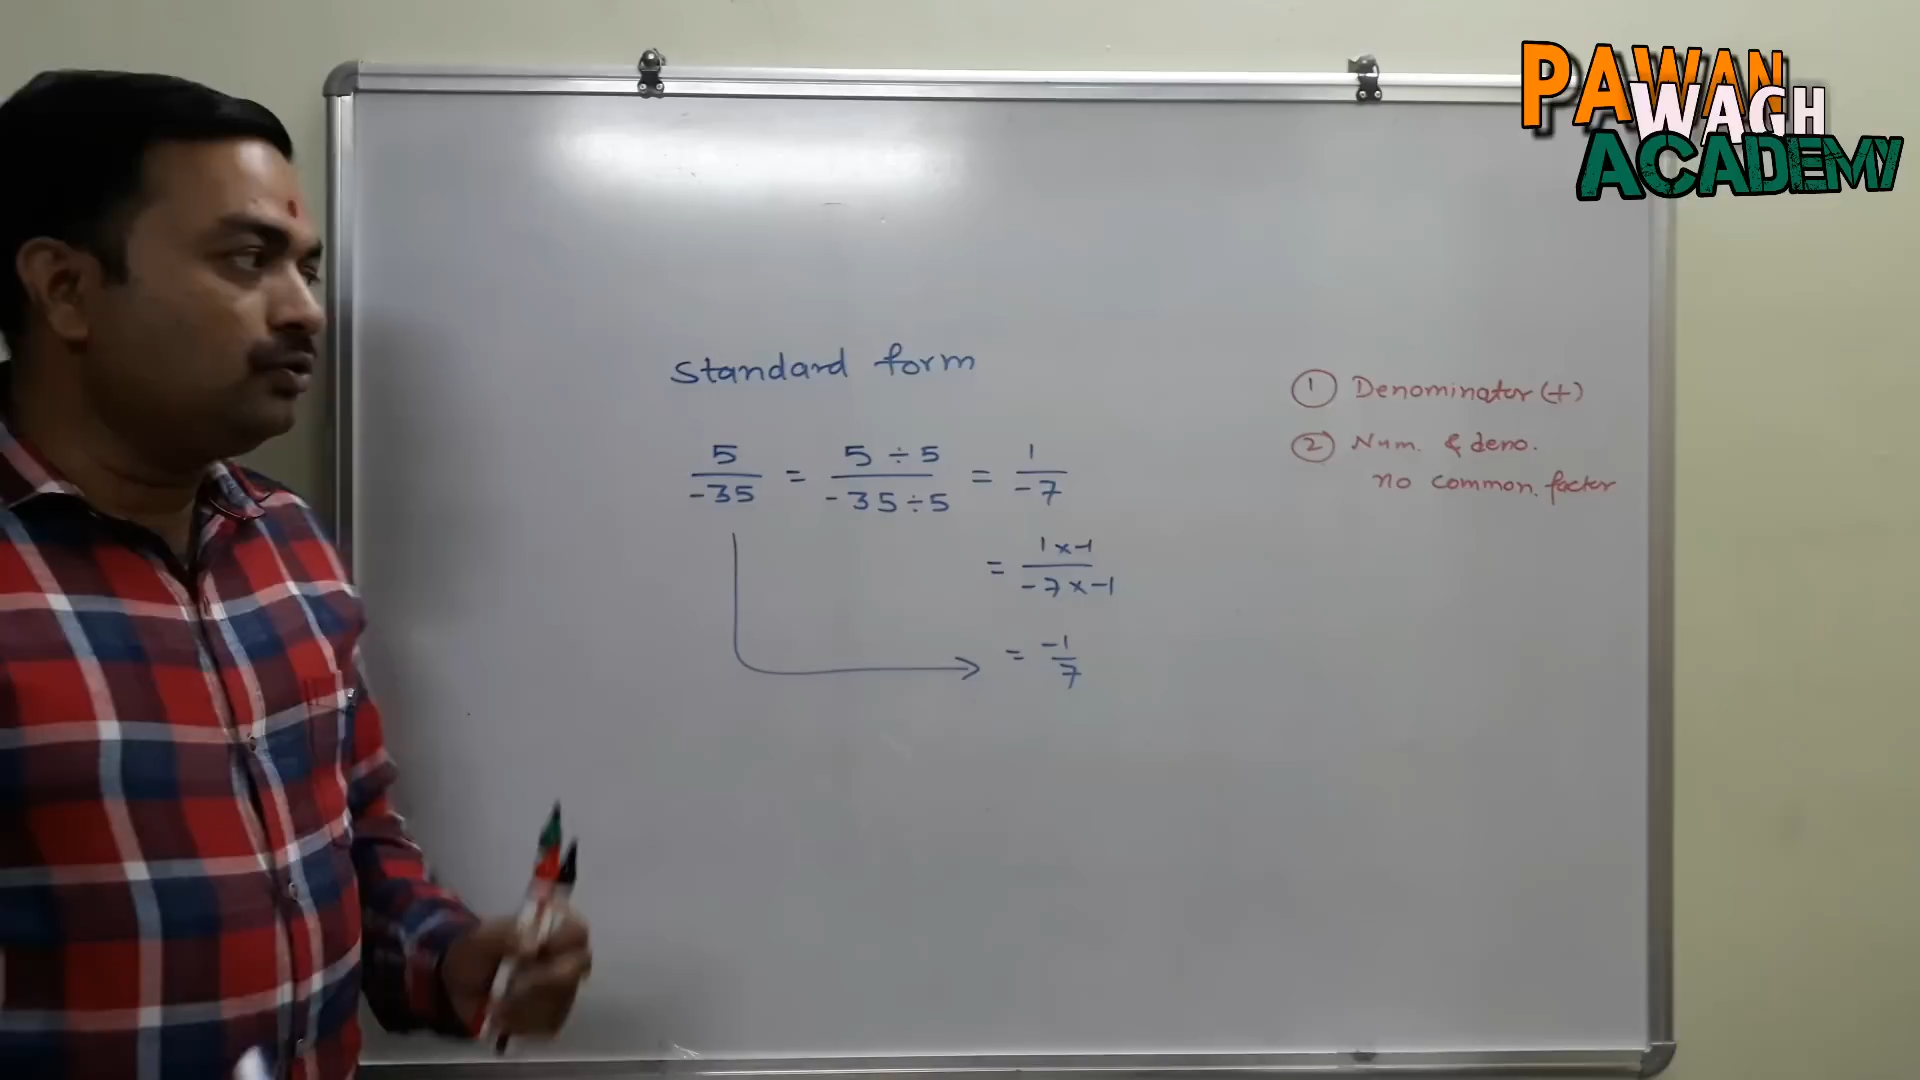 PAWAN
WAGH
ACADEMY
Standard form
5/-35 = 5 ÷ 5/-35 ÷ 5 = 1/-7
= 1 x -1/-7 x -1
= -1/7
1 Denominator (+)
2 Num. & deno.
no common factor